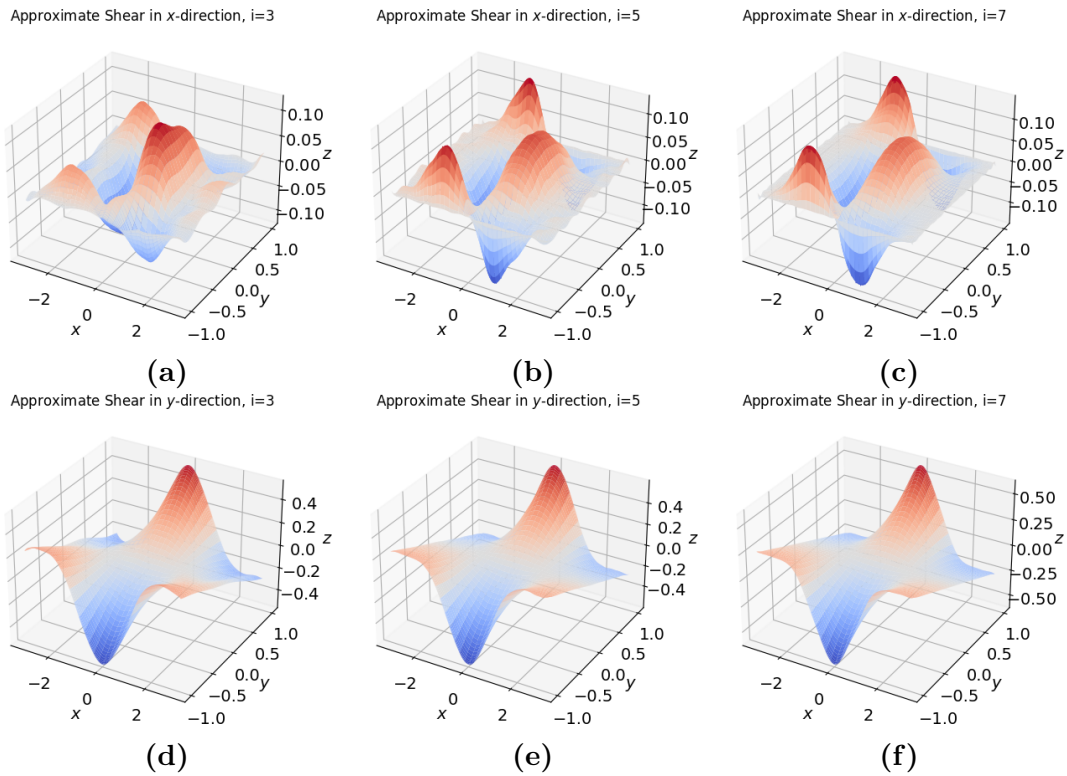 Approximate Shear in x-direction, i=3
Approximate Shear in x-direction, i=5
Approximate Shear in x-direction, i=7
0.10
0.05
0.00
−0.05
−0.10
z
1.0
0.5
0.0
−0.5
−1.0
y
−2
0
2
x
(a)
0.10
0.05
0.00
−0.05
−0.10
z
1.0
0.5
0.0
−0.5
−1.0
y
−2
0
2
x
(b)
0.10
0.05
0.00
−0.05
−0.10
z
1.0
0.5
0.0
−0.5
−1.0
y
−2
0
2
x
(c)
Approximate Shear in y-direction, i=3
Approximate Shear in y-direction, i=5
Approximate Shear in y-direction, i=7
0.4
0.2
0.0
−0.2
−0.4
z
1.0
0.5
0.0
−0.5
−1.0
y
−2
0
2
x
(d)
0.4
0.2
0.0
−0.2
−0.4
z
1.0
0.5
0.0
−0.5
−1.0
y
−2
0
2
x
(e)
0.50
0.25
0.00
−0.25
−0.50
z
1.0
0.5
0.0
−0.5
−1.0
y
−2
0
2
x
(f)